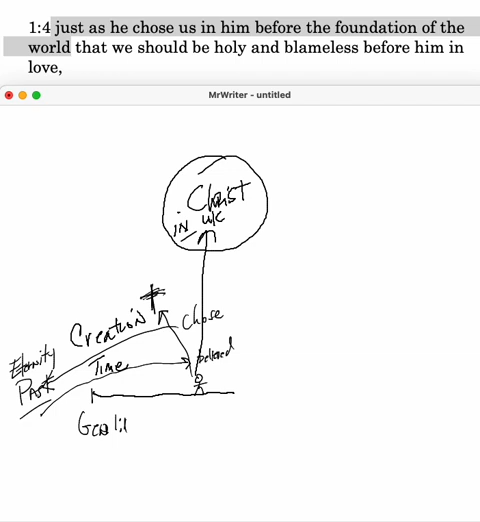 1:4 just as he chose us in him before the foundation of the
world that we should be holy and blameless before him in
love,
MrWriter - untitled
Christ
IN
Creation
Chose
Eternity
Past
Time
Gen 1:1